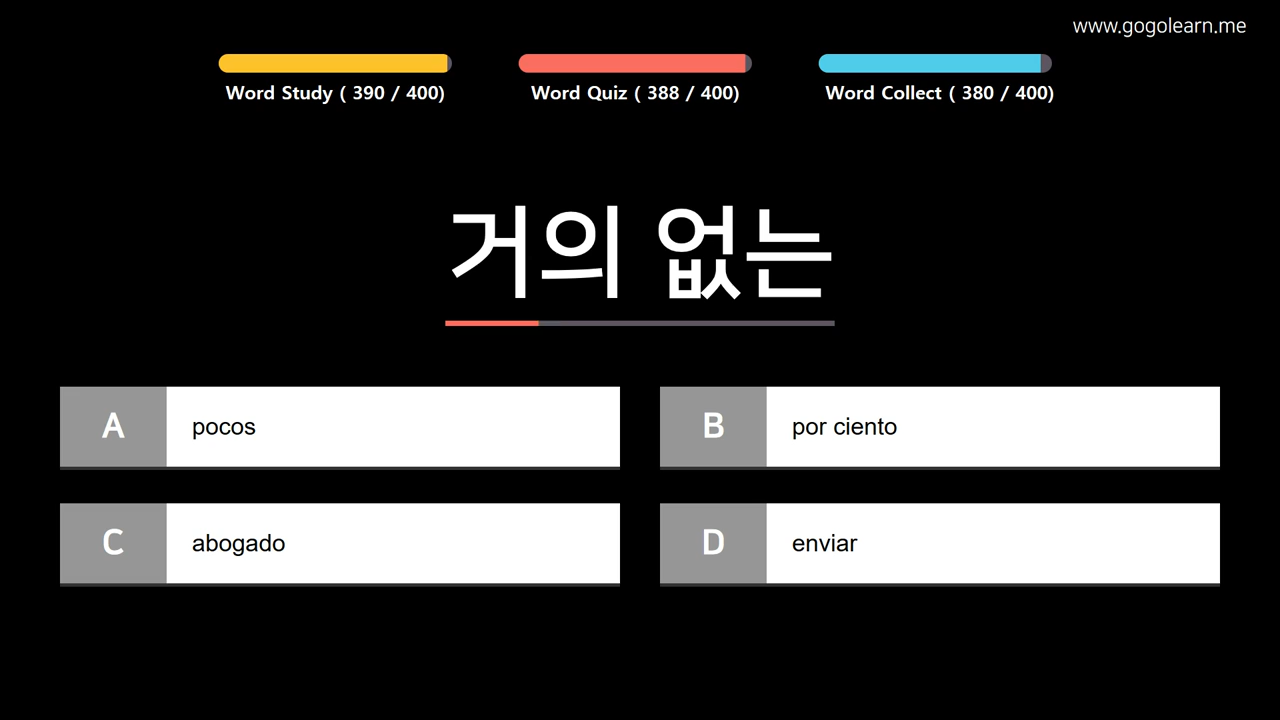 www.gogolearn.me
Word Study ( 390 / 400)
Word Quiz ( 388 / 400)
Word Collect ( 380 / 400)
거의 없는
A pocos
B por ciento
C abogado
D enviar